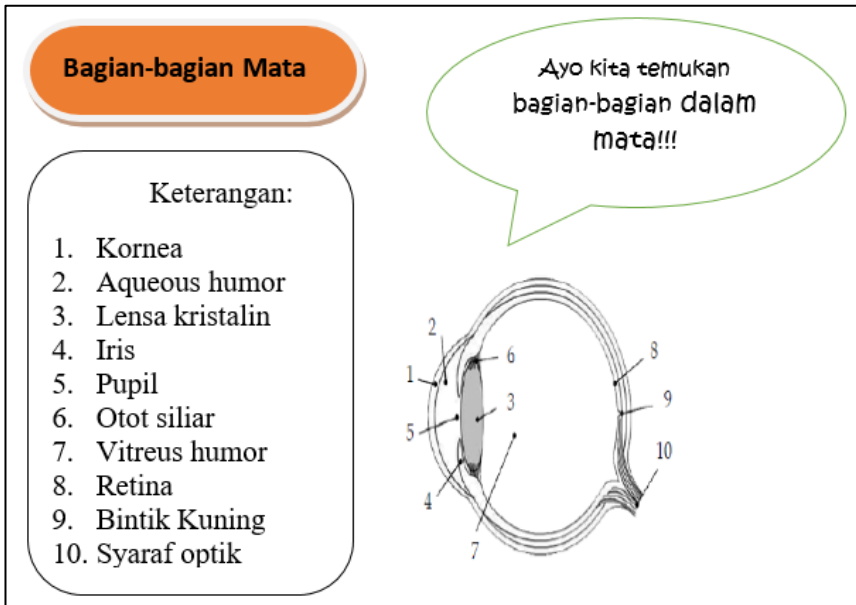 Bagian-bagian Mata
Ayo kita temukan
bagian-bagian dalam
mata!!!
Keterangan:
1. Kornea
2. Aqueous humor
3. Lensa kristalin
4. Iris
5. Pupil
6. Otot siliar
7. Vitreus humor
8. Retina
9. Bintik Kuning
10. Syaraf optik
2
6
8
1
3
9
5
10
4
7